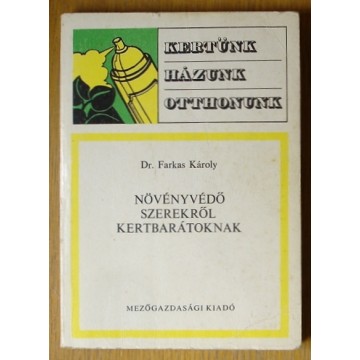 KERTÜNK
HÁZUNK
OTTHONUNK
Dr. Farkas Károly
NÖVÉNYVÉDŐ
SZEREKRŐL
KERTBARÁTOKNAK
MEZŐGAZDASÁGI KIADÓ